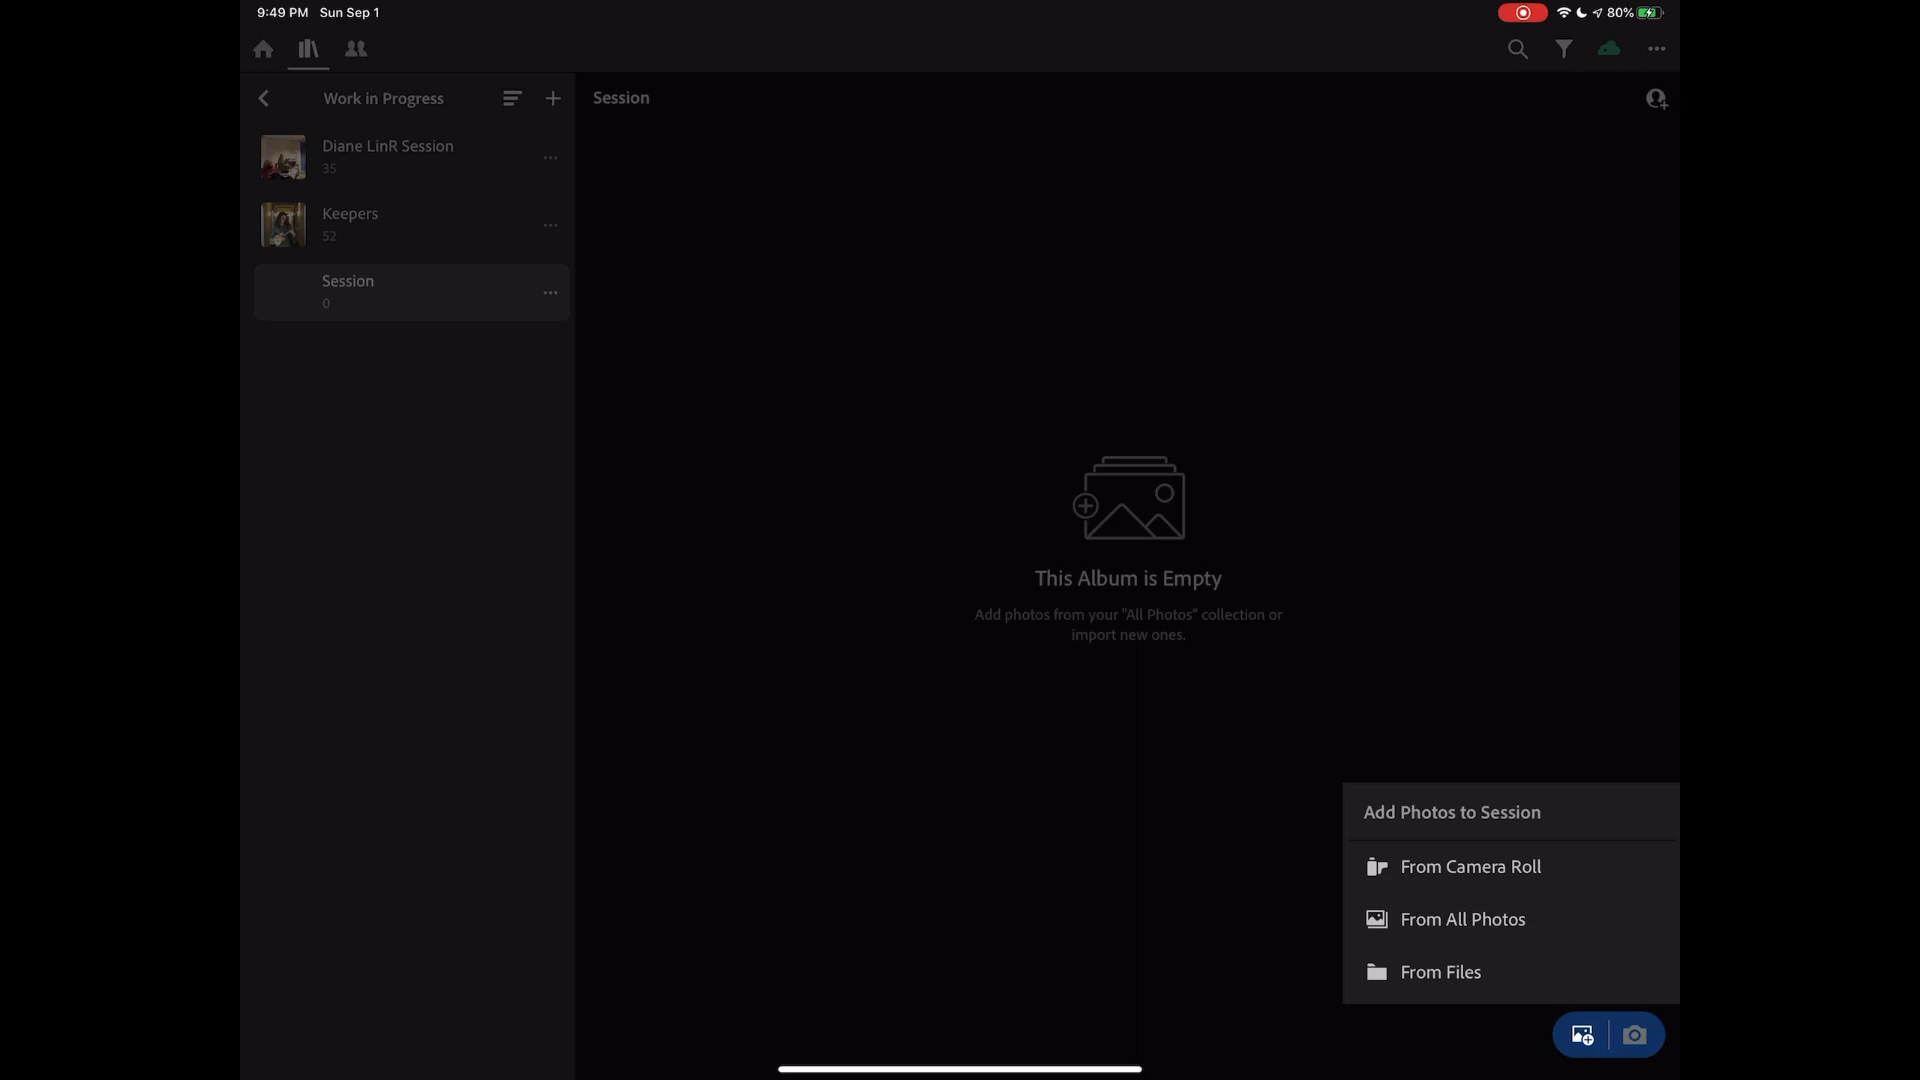 9:49 PM Sun Sep 1
80%
Work in Progress
Session
Diane LinR Session
35
Keepers
52
Session
0
This Album is Empty
Add photos from your "All Photos" collection or
import new ones.
Add Photos to Session
From Camera Roll
From All Photos
From Files